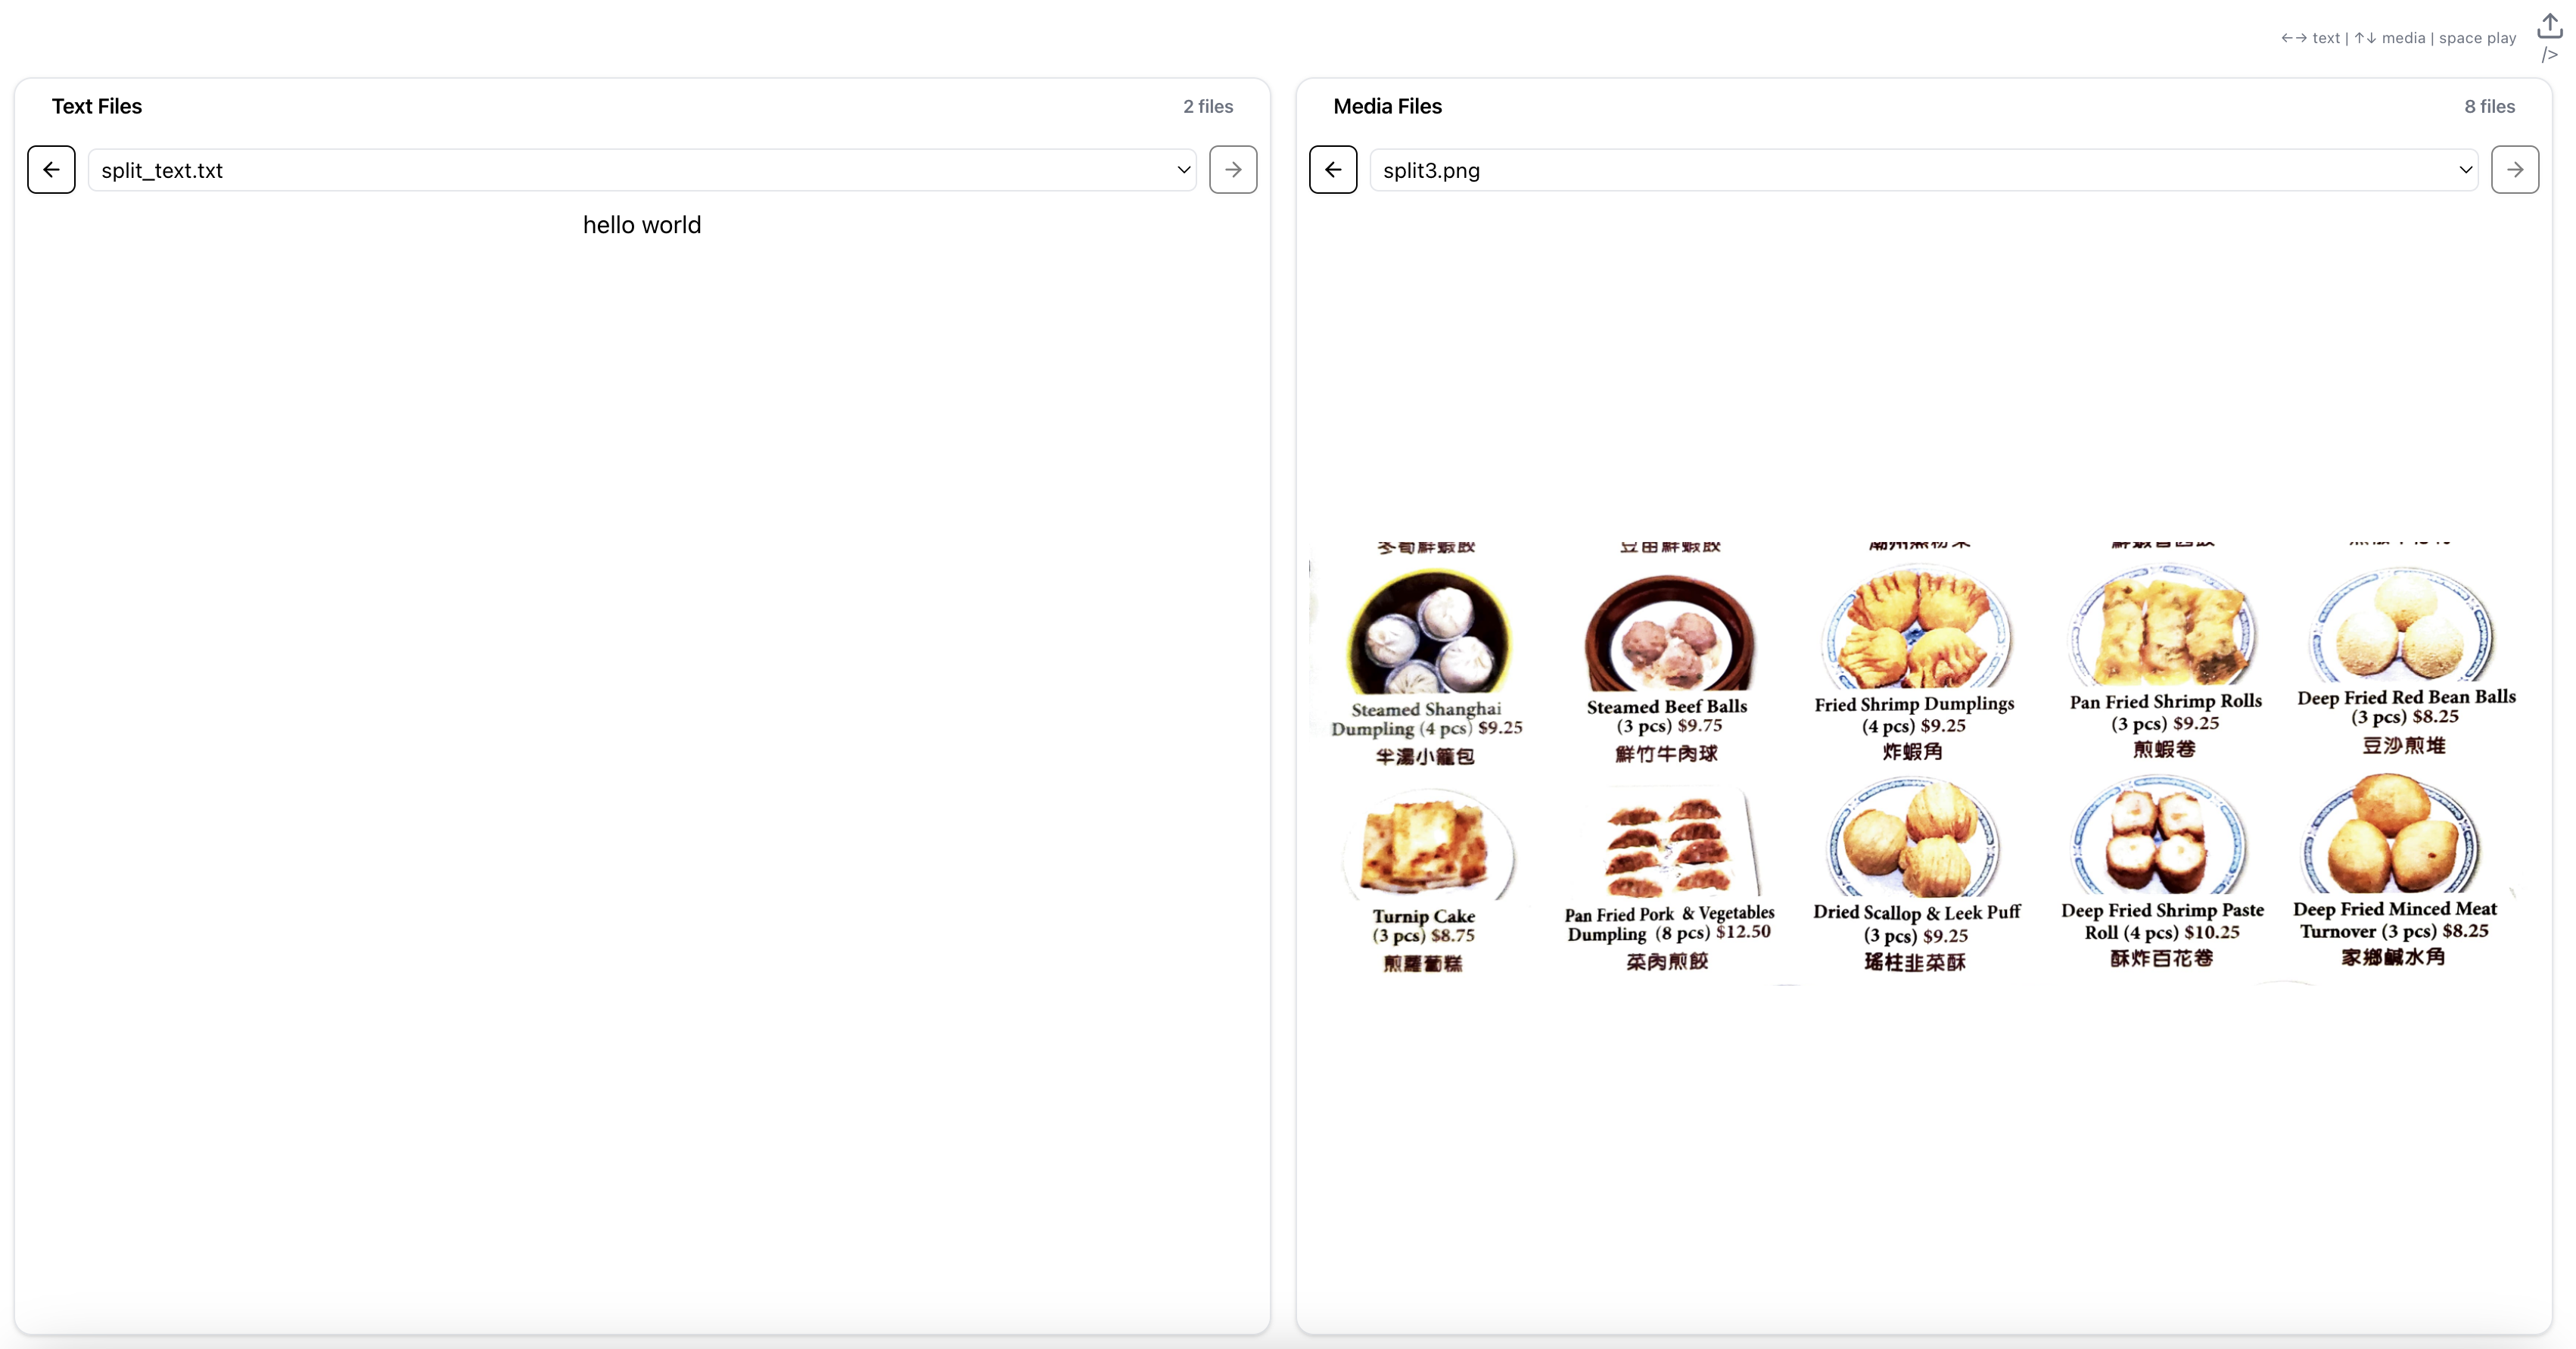 ←→ text | ↑↓ media | space play
/>
Text Files
2 files
split_text.txt
hello world
Media Files
8 files
split3.png
Steamed Shanghai
Dumpling (4 pcs) $9.25
半湯小籠包
Steamed Beef Balls
(3 pcs) $9.75
鮮竹牛肉球
Fried Shrimp Dumplings
(4 pcs) $9.25
炸蝦角
Pan Fried Shrimp Rolls
(3 pcs) $9.25
煎蝦卷
Deep Fried Red Bean Balls
(3 pcs) $8.25
豆沙煎堆
Turnip Cake
(3 pcs) $8.75
煎蘿蔔糕
Pan Fried Pork & Vegetables
Dumpling (8 pcs) $12.50
菜肉煎餃
Dried Scallop & Leek Puff
(3 pcs) $9.25
瑤柱韭菜酥
Deep Fried Shrimp Paste
Roll (4 pcs) $10.25
酥炸百花卷
Deep Fried Minced Meat
Turnover (3 pcs) $8.25
家鄉鹹水角